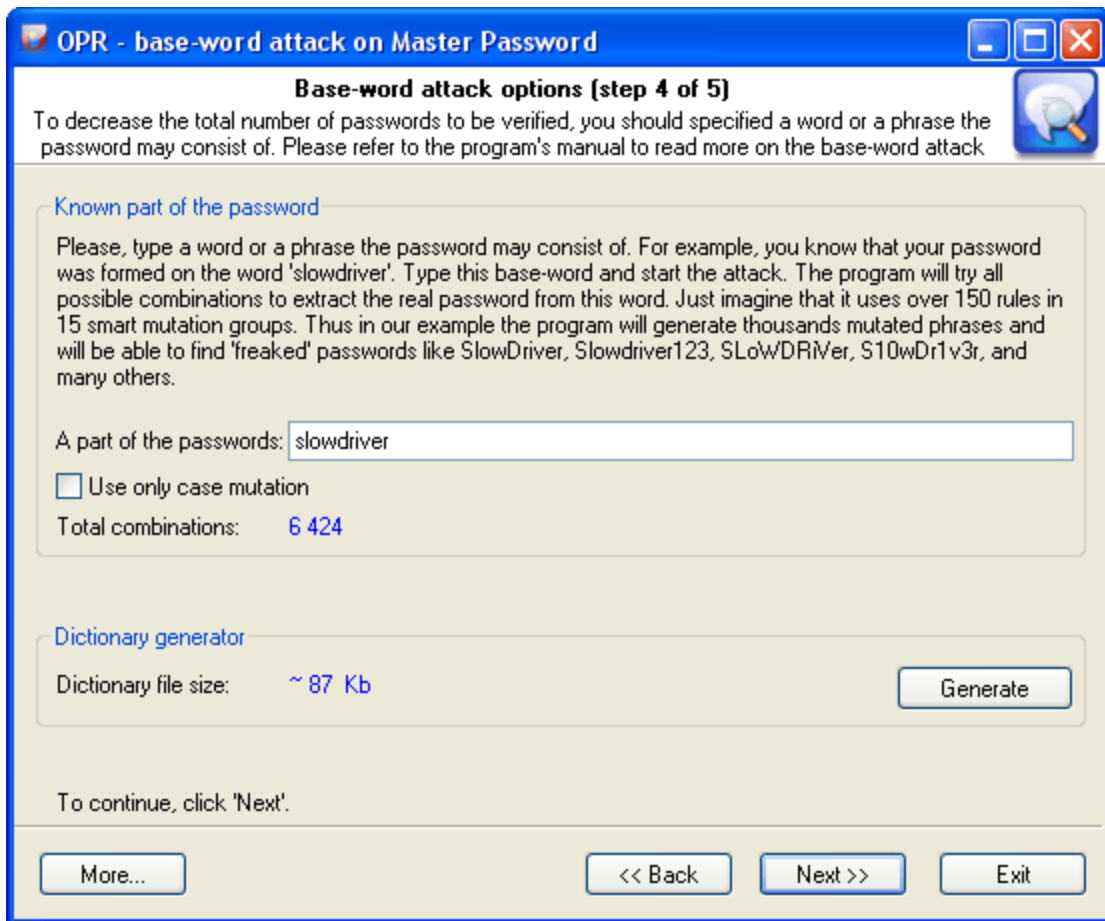 OPR - base-word attack on Master Password
Base-word attack options (step 4 of 5)
To decrease the total number of passwords to be verified, you should specified a word or a phrase the
password may consist of. Please refer to the program's manual to read more on the base-word attack
Known part of the password
Please, type a word or a phrase the password may consist of. For example, you know that your password
was formed on the word 'slowdriver'. Type this base-word and start the attack. The program will try all
possible combinations to extract the real password from this word. Just imagine that it uses over 150 rules in
15 smart mutation groups. Thus in our example the program will generate thousands mutated phrases and
will be able to find 'freaked' passwords like SlowDriver, Slowdriver123, SLoWDRiVer, S10wDr1v3r, and
many others.
A part of the passwords: slowdriver
Use only case mutation
Total combinations: 6 424
Dictionary generator
Dictionary file size: ~ 87 Kb
Generate
To continue, click 'Next'.
More... << Back Next >> Exit